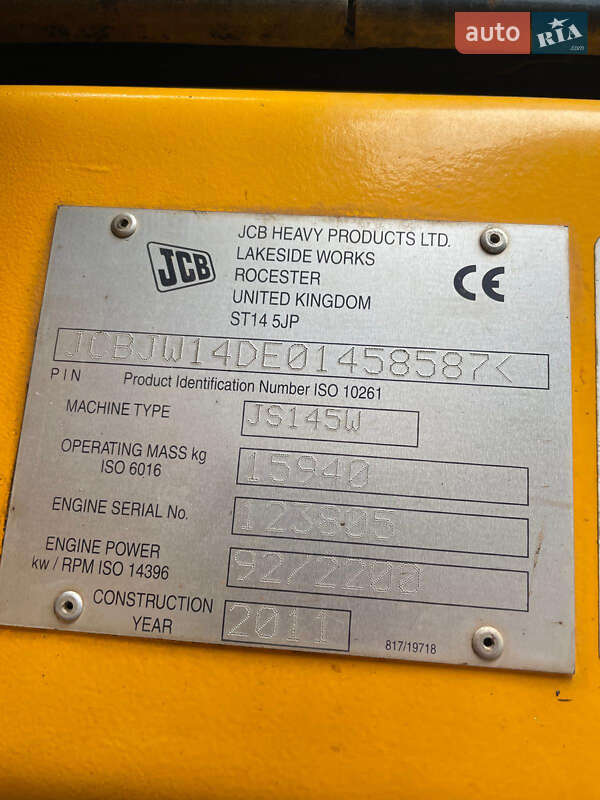 auto RIA.com
JCB
JCB HEAVY PRODUCTS LTD.
LAKESIDE WORKS
ROCESTER
UNITED KINGDOM
ST14 5JP
CE
JCBJW14DE01458587<
PIN Product Identification Number ISO 10261
MACHINE TYPE JS145W
OPERATING MASS kg
ISO 6016 15940
ENGINE SERIAL No. 123805
ENGINE POWER
kw / RPM ISO 14396 92/2200
CONSTRUCTION
YEAR 2011
817/19718